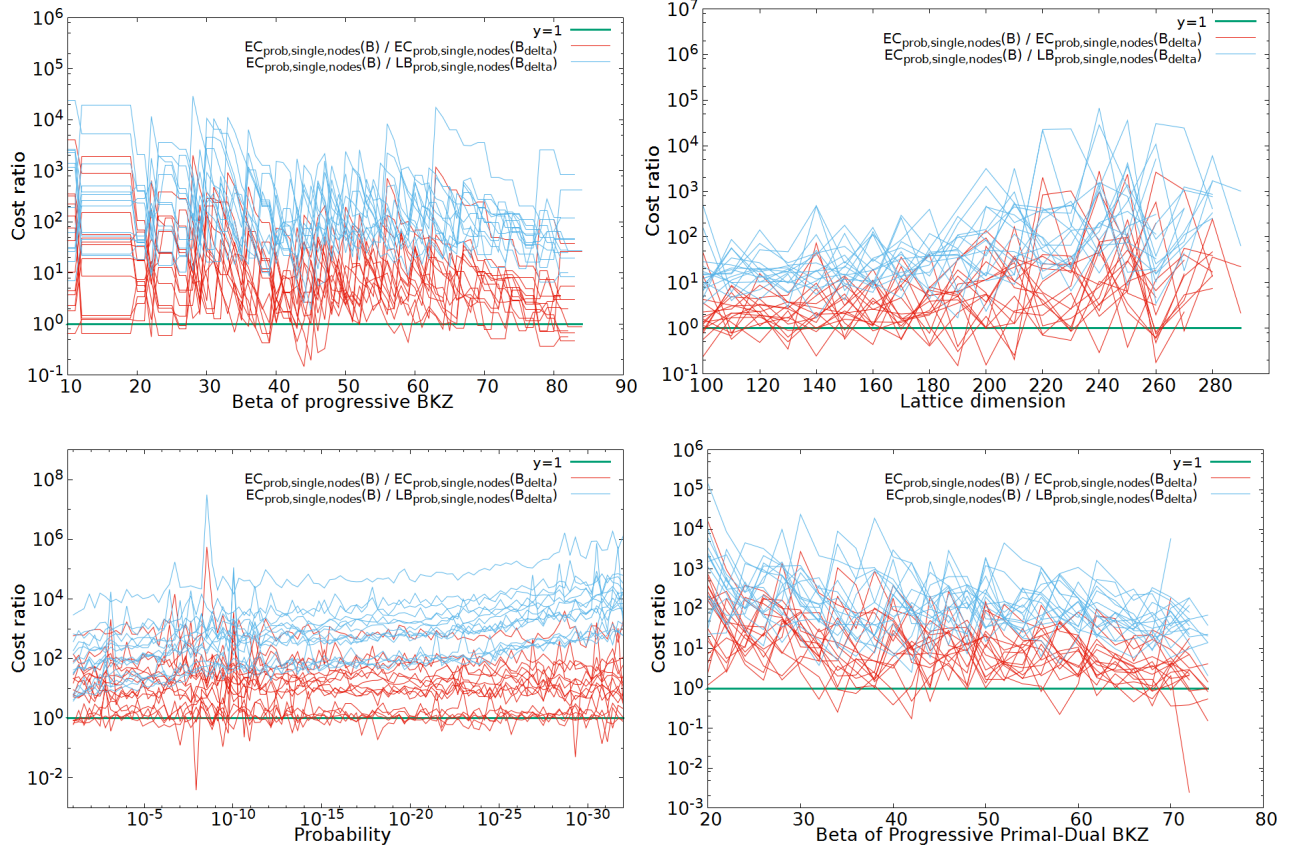 10^6
10^5
10^4
10^3
10^2
10^1
10^0
10^-1
Cost ratio
y=1
EC_prob,single,nodes(B) / EC_prob,single,nodes(B_delta)
EC_prob,single,nodes(B) / LB_prob,single,nodes(B_delta)
10 20 30 40 50 60 70 80 90
Beta of progressive BKZ
10^7
10^6
10^5
10^4
10^3
10^2
10^1
10^0
10^-1
Cost ratio
y=1
EC_prob,single,nodes(B) / EC_prob,single,nodes(B_delta)
EC_prob,single,nodes(B) / LB_prob,single,nodes(B_delta)
100 120 140 160 180 200 220 240 260 280
Lattice dimension
10^8
10^6
10^4
10^2
10^0
10^-2
Cost ratio
y=1
EC_prob,single,nodes(B) / EC_prob,single,nodes(B_delta)
EC_prob,single,nodes(B) / LB_prob,single,nodes(B_delta)
10^-5 10^-10 10^-15 10^-20 10^-25 10^-30
Probability
10^6
10^5
10^4
10^3
10^2
10^1
10^0
10^-1
10^-2
10^-3
Cost ratio
y=1
EC_prob,single,nodes(B) / EC_prob,single,nodes(B_delta)
EC_prob,single,nodes(B) / LB_prob,single,nodes(B_delta)
20 30 40 50 60 70 80
Beta of Progressive Primal-Dual BKZ